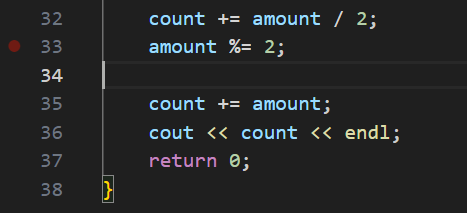 32 count += amount / 2;
33 amount %= 2;
34
35 count += amount;
36 cout << count << endl;
37 return 0;
38 }